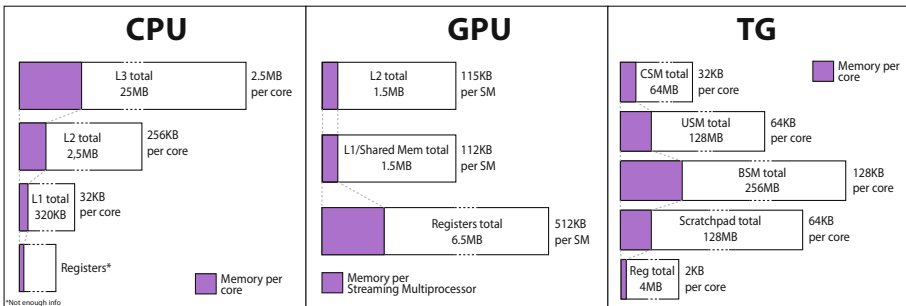 CPU
L3 total
25MB
2.5MB
per core
L2 total
2,5MB
256KB
per core
L1 total
320KB
32KB
per core
Registers*
Memory per
core
*Not enough info
GPU
L2 total
1.5MB
115KB
per SM
L1/Shared Mem total
1.5MB
112KB
per SM
Registers total
6.5MB
512KB
per SM
Memory per
Streaming Multiprocessor
TG
CSM total
64MB
32KB
per core
Memory per
core
USM total
128MB
64KB
per core
BSM total
256MB
128KB
per core
Scratchpad total
128MB
64KB
per core
Reg total
4MB
2KB
per core